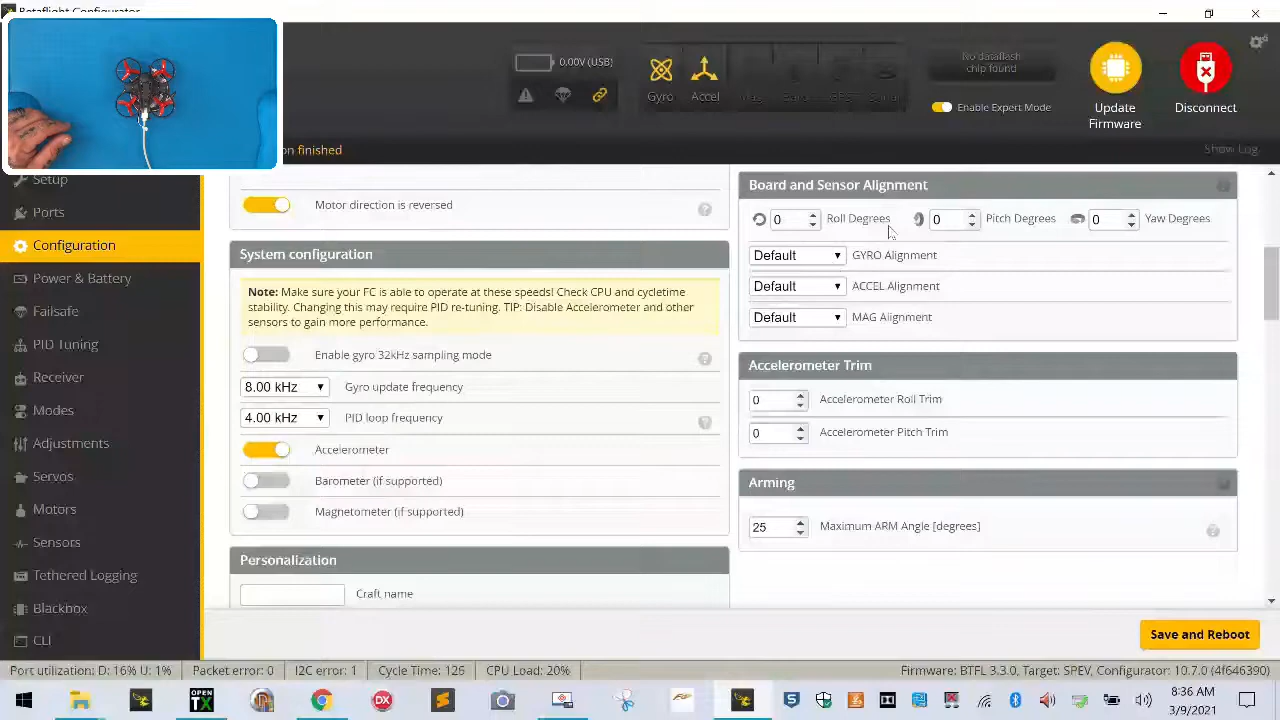 Betaflight Configurator
0.00V (USB)
Gyro
Accel
No dataflash
chip found
Enable Expert Mode
Update
Firmware
Disconnect
on finished
Show Log
Setup
Ports
Configuration
Power & Battery
Failsafe
PID Tuning
Receiver
Modes
Adjustments
Servos
Motors
Sensors
Tethered Logging
Blackbox
CLI
Motor direction is reversed
System configuration
Note: Make sure your FC is able to operate at these speeds! Check CPU and cycletime
stability. Changing this may require PID re-tuning. TIP: Disable Accelerometer and other
sensors to gain more performance.
Enable gyro 32kHz sampling mode
8.00 kHz Gyro update frequency
4.00 kHz PID loop frequency
Accelerometer
Barometer (if supported)
Magnetometer (if supported)
Personalization
Craft name
Board and Sensor Alignment
0 Roll Degrees 0 Pitch Degrees 0 Yaw Degrees
Default GYRO Alignment
Default ACCEL Alignment
Default MAG Alignment
Accelerometer Trim
0 Accelerometer Roll Trim
0 Accelerometer Pitch Trim
Arming
25 Maximum ARM Angle [degrees]
Save and Reboot
Port utilization: D: 16% U: 1% Packet error: 0 I2C error: 1 Cycle Time: 126 CPU Load: 20% Firmware: BTFL 3.3.0, Target: SPEV, Configurator: 10.7.0 (4f646390)
OPEN
TX
8:36 AM
3/9/2021